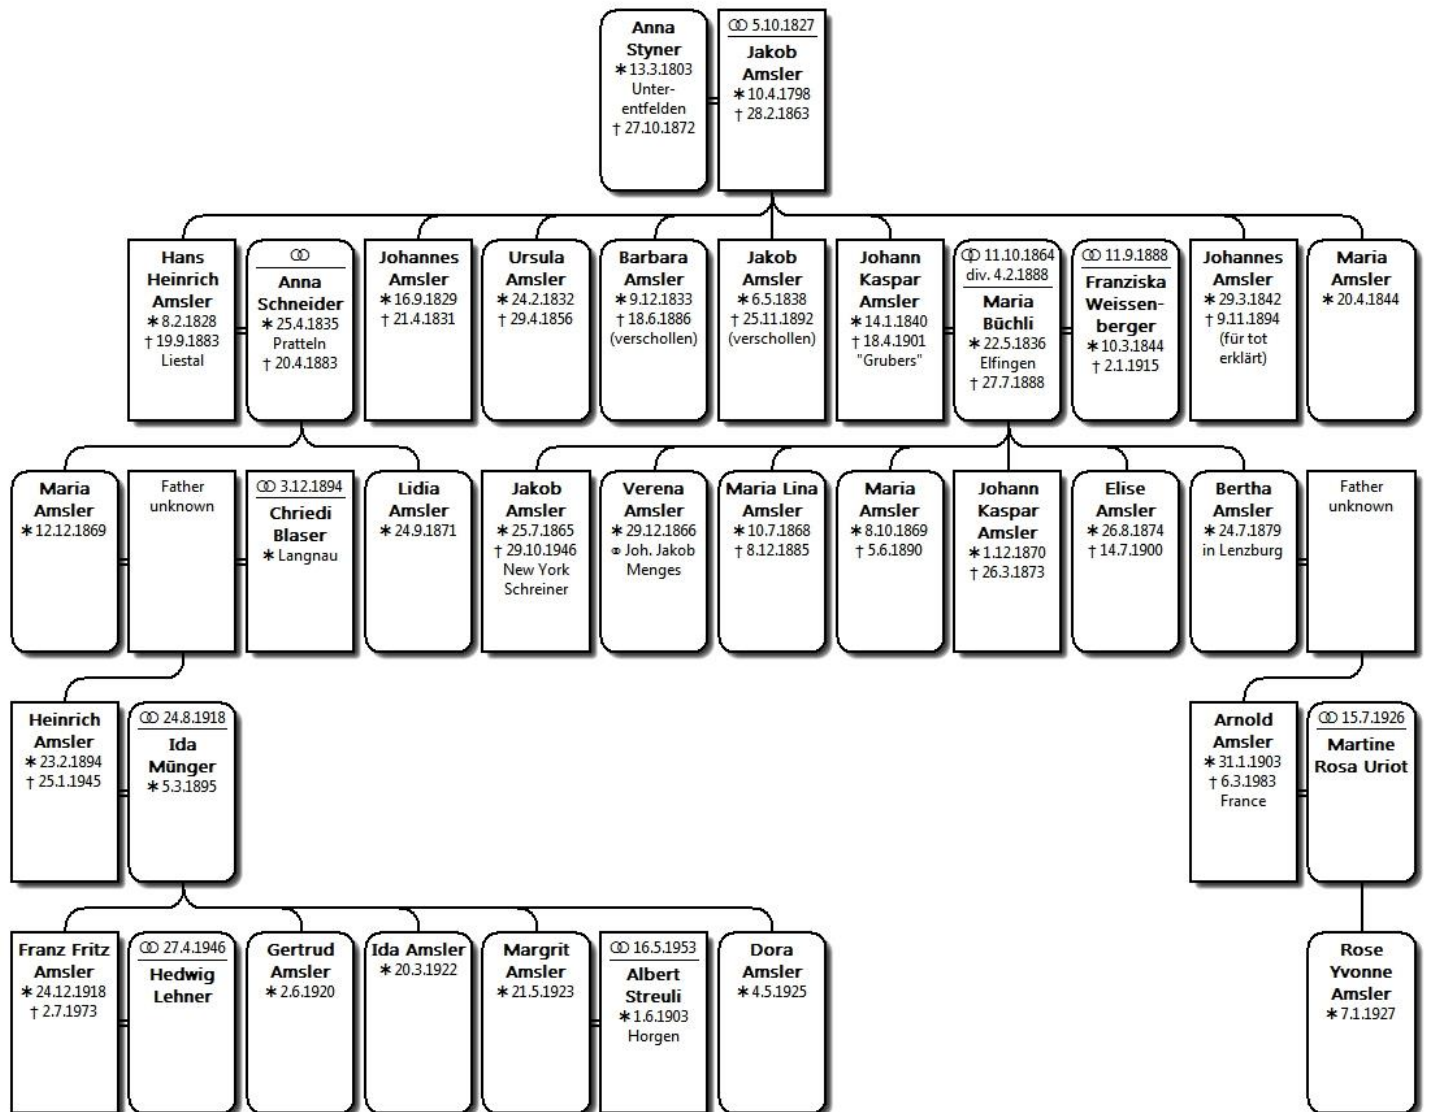 Anna
Styner
* 13.3.1803
Unter-
entfelden
† 27.10.1872
⚭ 5.10.1827
Jakob
Amsler
* 10.4.1798
† 28.2.1863
Hans
Heinrich
Amsler
* 8.2.1828
† 19.9.1883
Liestal
⚭
Anna
Schneider
* 25.4.1835
Pratteln
† 20.4.1883
Johannes
Amsler
* 16.9.1829
† 21.4.1831
Ursula
Amsler
* 24.2.1832
† 29.4.1856
Barbara
Amsler
* 9.12.1833
† 18.6.1886
(verschollen)
Jakob
Amsler
* 6.5.1838
† 25.11.1892
(verschollen)
Johann
Kaspar
Amsler
* 14.1.1840
† 18.4.1901
"Grubers"
⚭ 11.10.1864
div. 4.2.1888
Maria
Büchli
* 22.5.1836
Elfingen
† 27.7.1888
⚭ 11.9.1888
Franziska
Weissen-
berger
* 10.3.1844
† 2.1.1915
Johannes
Amsler
* 29.3.1842
† 9.11.1894
(für tot
erklärt)
Maria
Amsler
* 20.4.1844
Maria
Amsler
* 12.12.1869
Father
unknown
⚭ 3.12.1894
Chriedi
Blaser
* Langnau
Lidia
Amsler
* 24.9.1871
Jakob
Amsler
* 25.7.1865
† 29.10.1946
New York
Schreiner
Verena
Amsler
* 29.12.1866
⚭ Joh. Jakob
Menges
Maria Lina
Amsler
* 10.7.1868
† 8.12.1885
Maria
Amsler
* 8.10.1869
† 5.6.1890
Johann
Kaspar
Amsler
* 1.12.1870
† 26.3.1873
Elise
Amsler
* 26.8.1874
† 14.7.1900
Bertha
Amsler
* 24.7.1879
in Lenzburg
Father
unknown
Heinrich
Amsler
* 23.2.1894
† 25.1.1945
⚭ 24.8.1918
Ida
Münger
* 5.3.1895
Arnold
Amsler
* 31.1.1903
† 6.3.1983
France
⚭ 15.7.1926
Martine
Rosa Uriot
Franz Fritz
Amsler
* 24.12.1918
† 2.7.1973
⚭ 27.4.1946
Hedwig
Lehner
Gertrud
Amsler
* 2.6.1920
Ida Amsler
* 20.3.1922
Margrit
Amsler
* 21.5.1923
⚭ 16.5.1953
Albert
Streuli
* 1.6.1903
Horgen
Dora
Amsler
* 4.5.1925
Rose
Yvonne
Amsler
* 7.1.1927